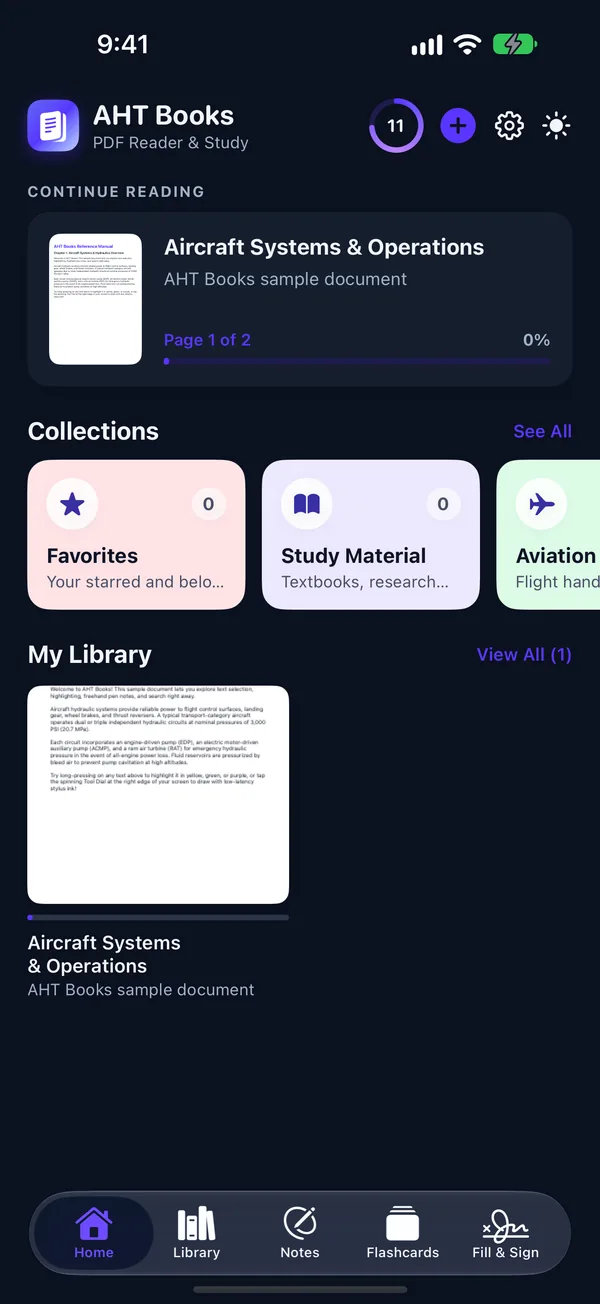 9:41
AHT Books
PDF Reader & Study
11
CONTINUE READING
AHT Books Reference Manual
Aircraft Systems & Operations
AHT Books sample document
Page 1 of 2
0%
Collections
See All
0
Favorites
Your starred and belo...
0
Study Material
Textbooks, research...
Aviation
Flight hand
My Library
View All (1)
Welcome to AHT Books! This sample document lets you explore text selection,
highlighting, freehand pen notes, and search right away.
Aircraft hydraulic systems provide reliable power to flight control surfaces, landing
gear, wheel brakes, and thrust reversers. A typical transport-category aircraft
operates dual or triple independent hydraulic circuits at nominal pressures of 3,000
PSI (20.7 MPa).
Each circuit incorporates an engine-driven pump (EDP), an electric motor-driven
auxiliary pump (ACMP), and a ram air turbine (RAT) for emergency hydraulic
pressure in the event of all-engine power loss. Fluid reservoirs are pressurized by
bleed air to prevent pump cavitation at high altitudes.
Try long-pressing on any text above to highlight it in yellow, green, or purple, or tap
the spinning Tool Dial at the right edge of your screen to draw with low-latency
stylus ink!
Aircraft Systems
& Operations
AHT Books sample document
Home
Library
Notes
Flashcards
Fill & Sign